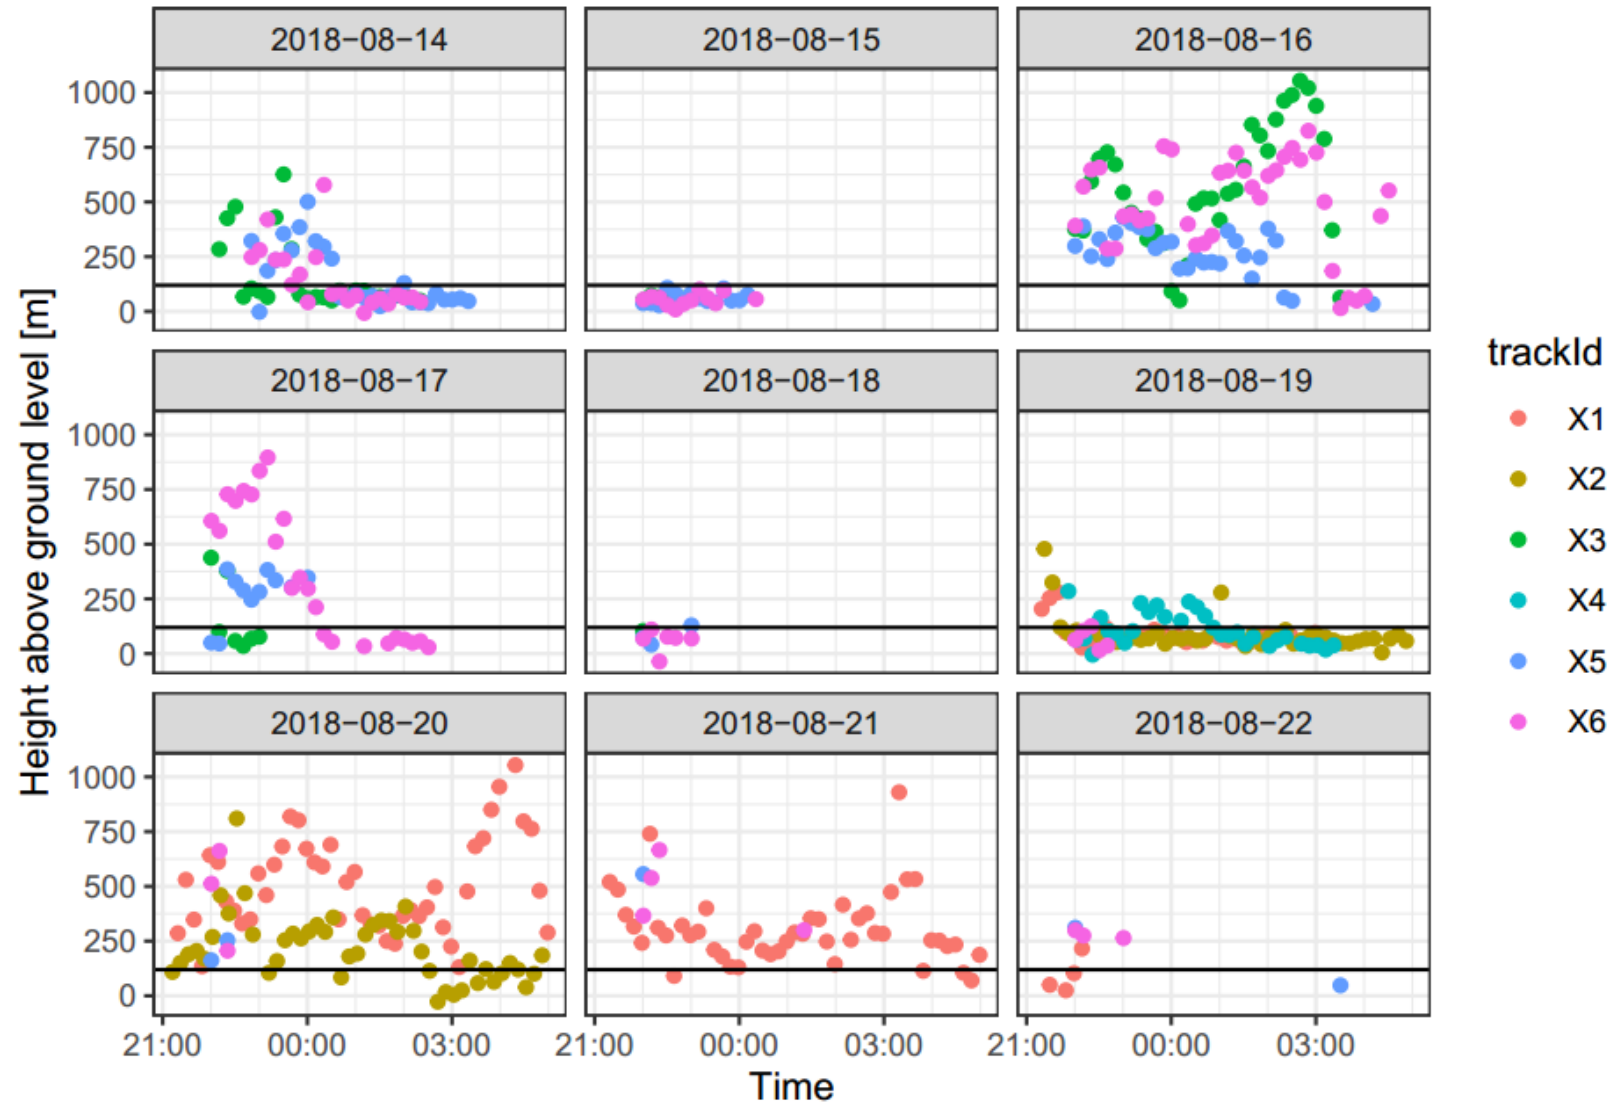 2018−08−14
2018−08−15
2018−08−16
1000
750
500
250
0
2018−08−17
2018−08−18
2018−08−19
1000
750
500
250
0
2018−08−20
2018−08−21
2018−08−22
1000
750
500
250
0
21:00 00:00 03:00
21:00 00:00 03:00
21:00 00:00 03:00
Time
Height above ground level [m]
trackId
X1
X2
X3
X4
X5
X6